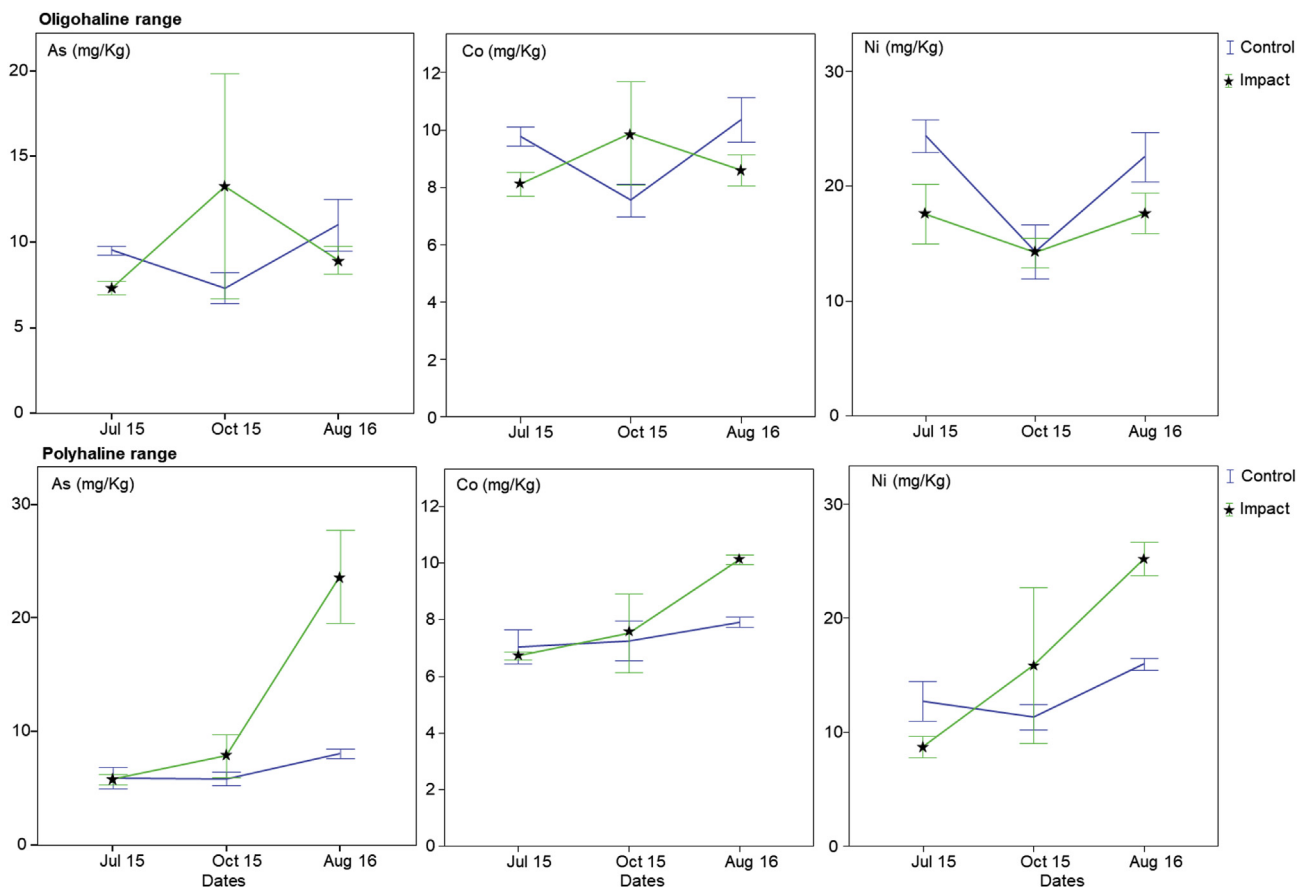 Oligohaline range
As (mg/Kg)
20
15
10
5
0
Jul 15 Oct 15 Aug 16
Co (mg/Kg)
12
10
8
6
4
2
0
Jul 15 Oct 15 Aug 16
Ni (mg/Kg)
30
20
10
0
Jul 15 Oct 15 Aug 16
Control
Impact
Polyhaline range
As (mg/Kg)
30
20
10
0
Jul 15 Oct 15 Aug 16
Dates
Co (mg/Kg)
12
10
8
6
4
2
0
Jul 15 Oct 15 Aug 16
Dates
Ni (mg/Kg)
30
20
10
0
Jul 15 Oct 15 Aug 16
Dates
Control
Impact